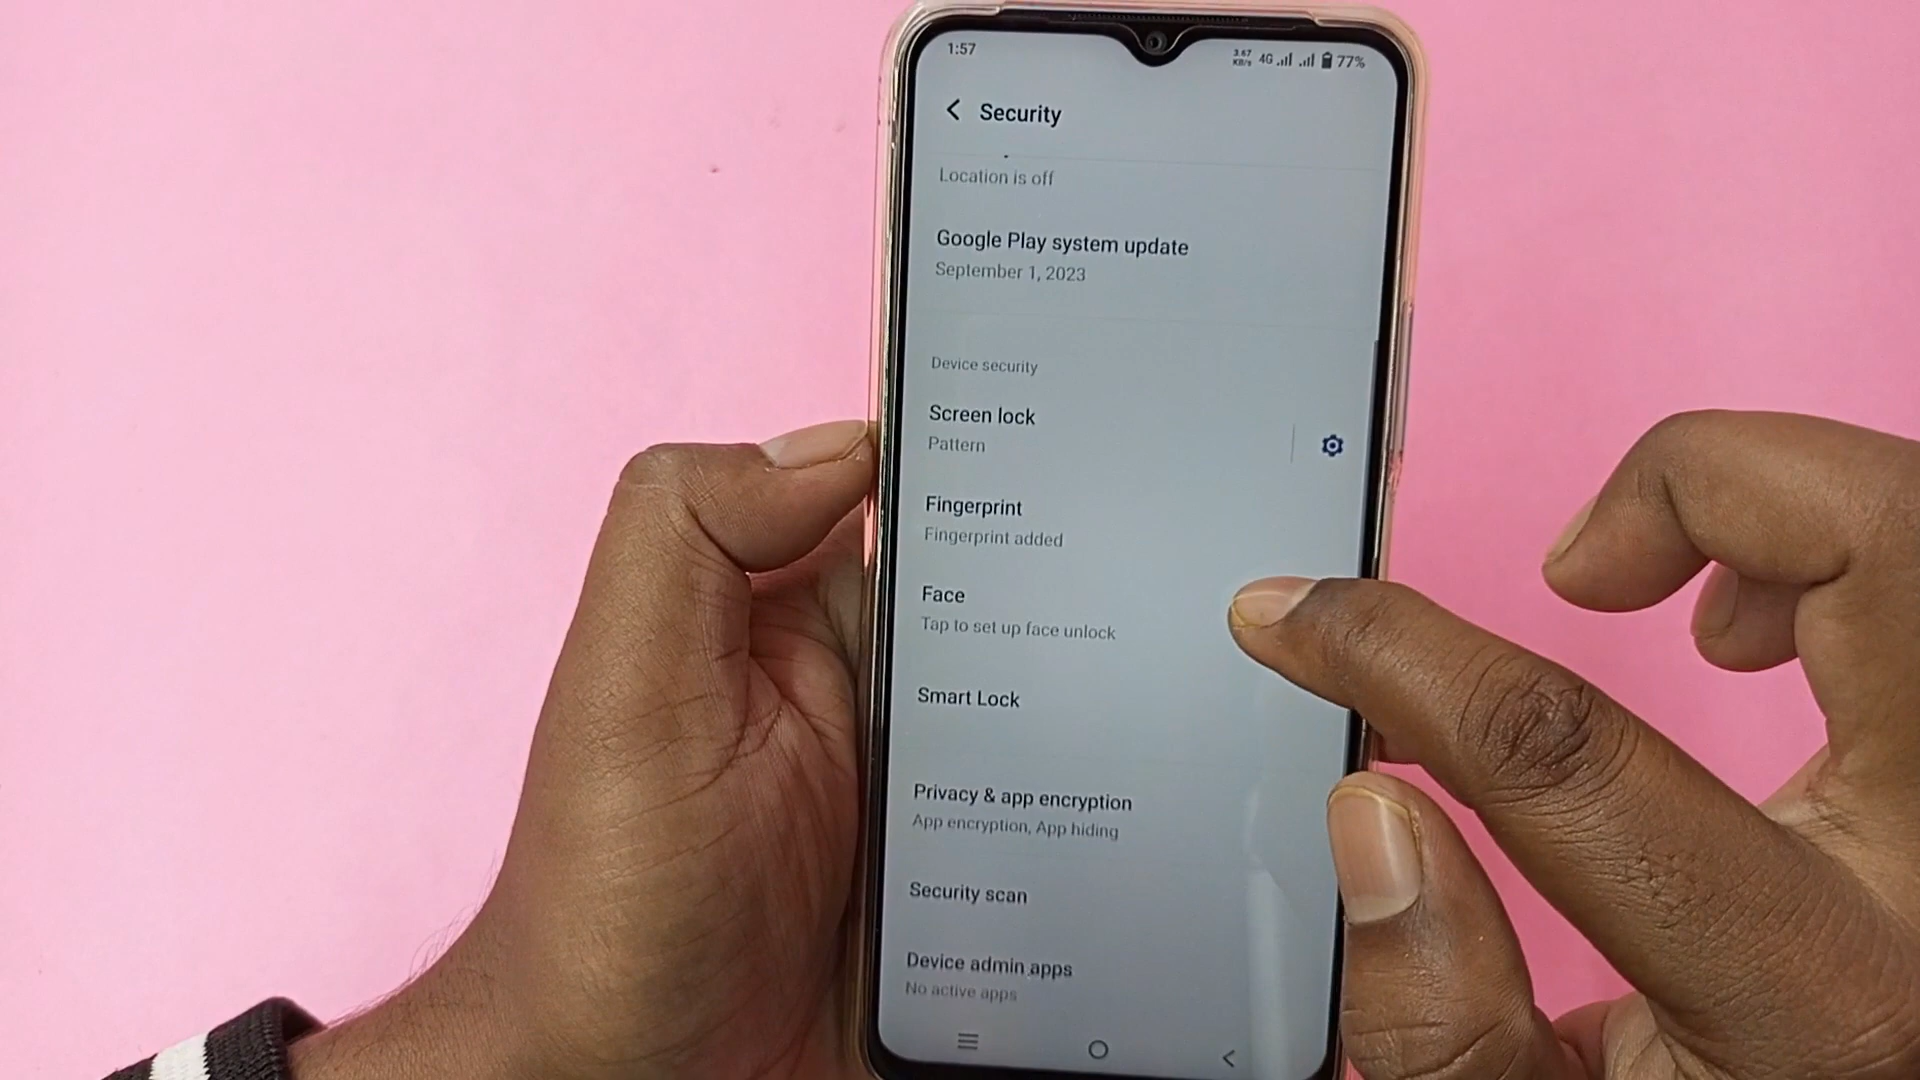 1:57
3.67
KB/s
4G
77%
Security
Location is off
Google Play system update
September 1, 2023
Device security
Screen lock
Pattern
Fingerprint
Fingerprint added
Face
Tap to set up face unlock
Smart Lock
Privacy & app encryption
App encryption, App hiding
Security scan
Device admin apps
No active apps